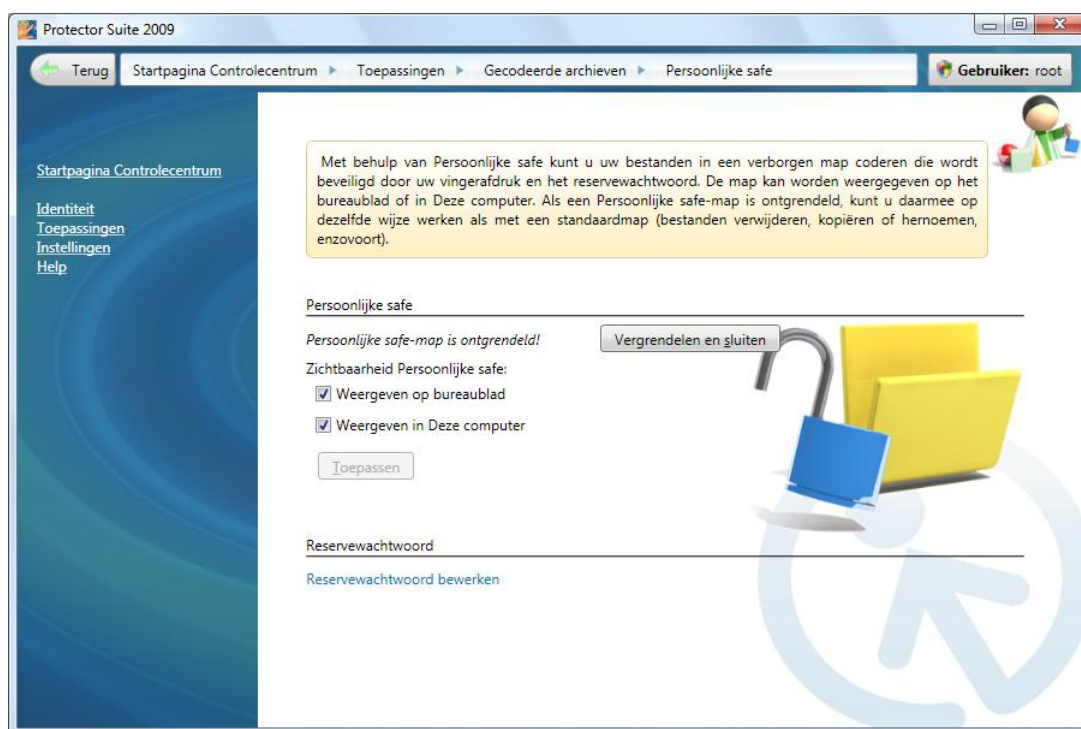 Protector Suite 2009
Terug
Startpagina Controlecentrum
Toepassingen
Gecodeerde archieven
Persoonlijke safe
Gebruiker: root
Startpagina Controlecentrum
Identiteit
Toepassingen
Instellingen
Help
Met behulp van Persoonlijke safe kunt u uw bestanden in een verborgen map coderen die wordt
beveiligd door uw vingerafdruk en het reservewachtwoord. De map kan worden weergegeven op het
bureaublad of in Deze computer. Als een Persoonlijke safe-map is ontgrendeld, kunt u daarmee op
dezelfde wijze werken als met een standaardmap (bestanden verwijderen, kopiëren of hernoemen,
enzovoort).
Persoonlijke safe
Persoonlijke safe-map is ontgrendeld!
Vergrendelen en sluiten
Zichtbaarheid Persoonlijke safe:
Weergeven op bureaublad
Weergeven in Deze computer
Toepassen
Reservewachtwoord
Reservewachtwoord bewerken